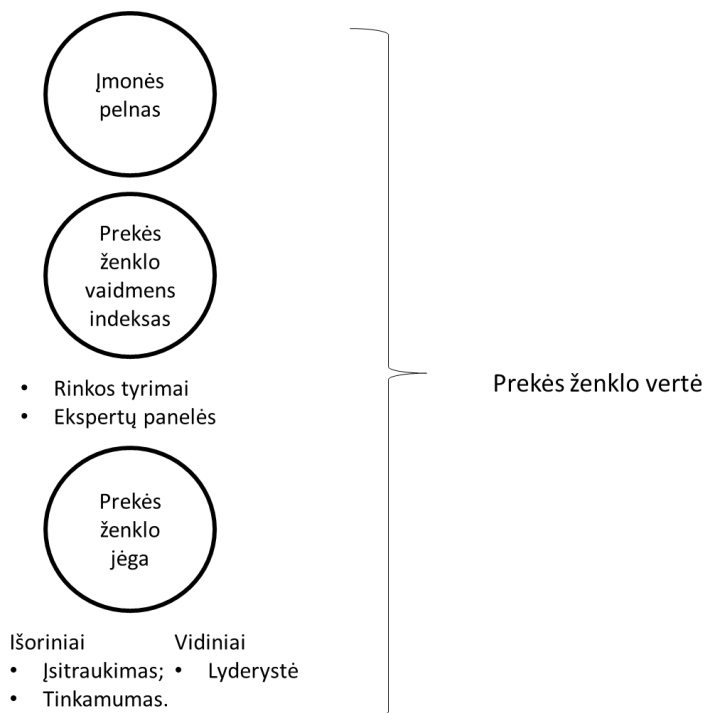 Įmonės
pelnas
Prekės
ženklo
vaidmens
indeksas
• Rinkos tyrimai
• Ekspertų panelės
Prekės ženklo vertė
Prekės
ženklo
jėga
Išoriniai
• Įsitraukimas;
• Tinkamumas.
Vidiniai
• Lyderystė